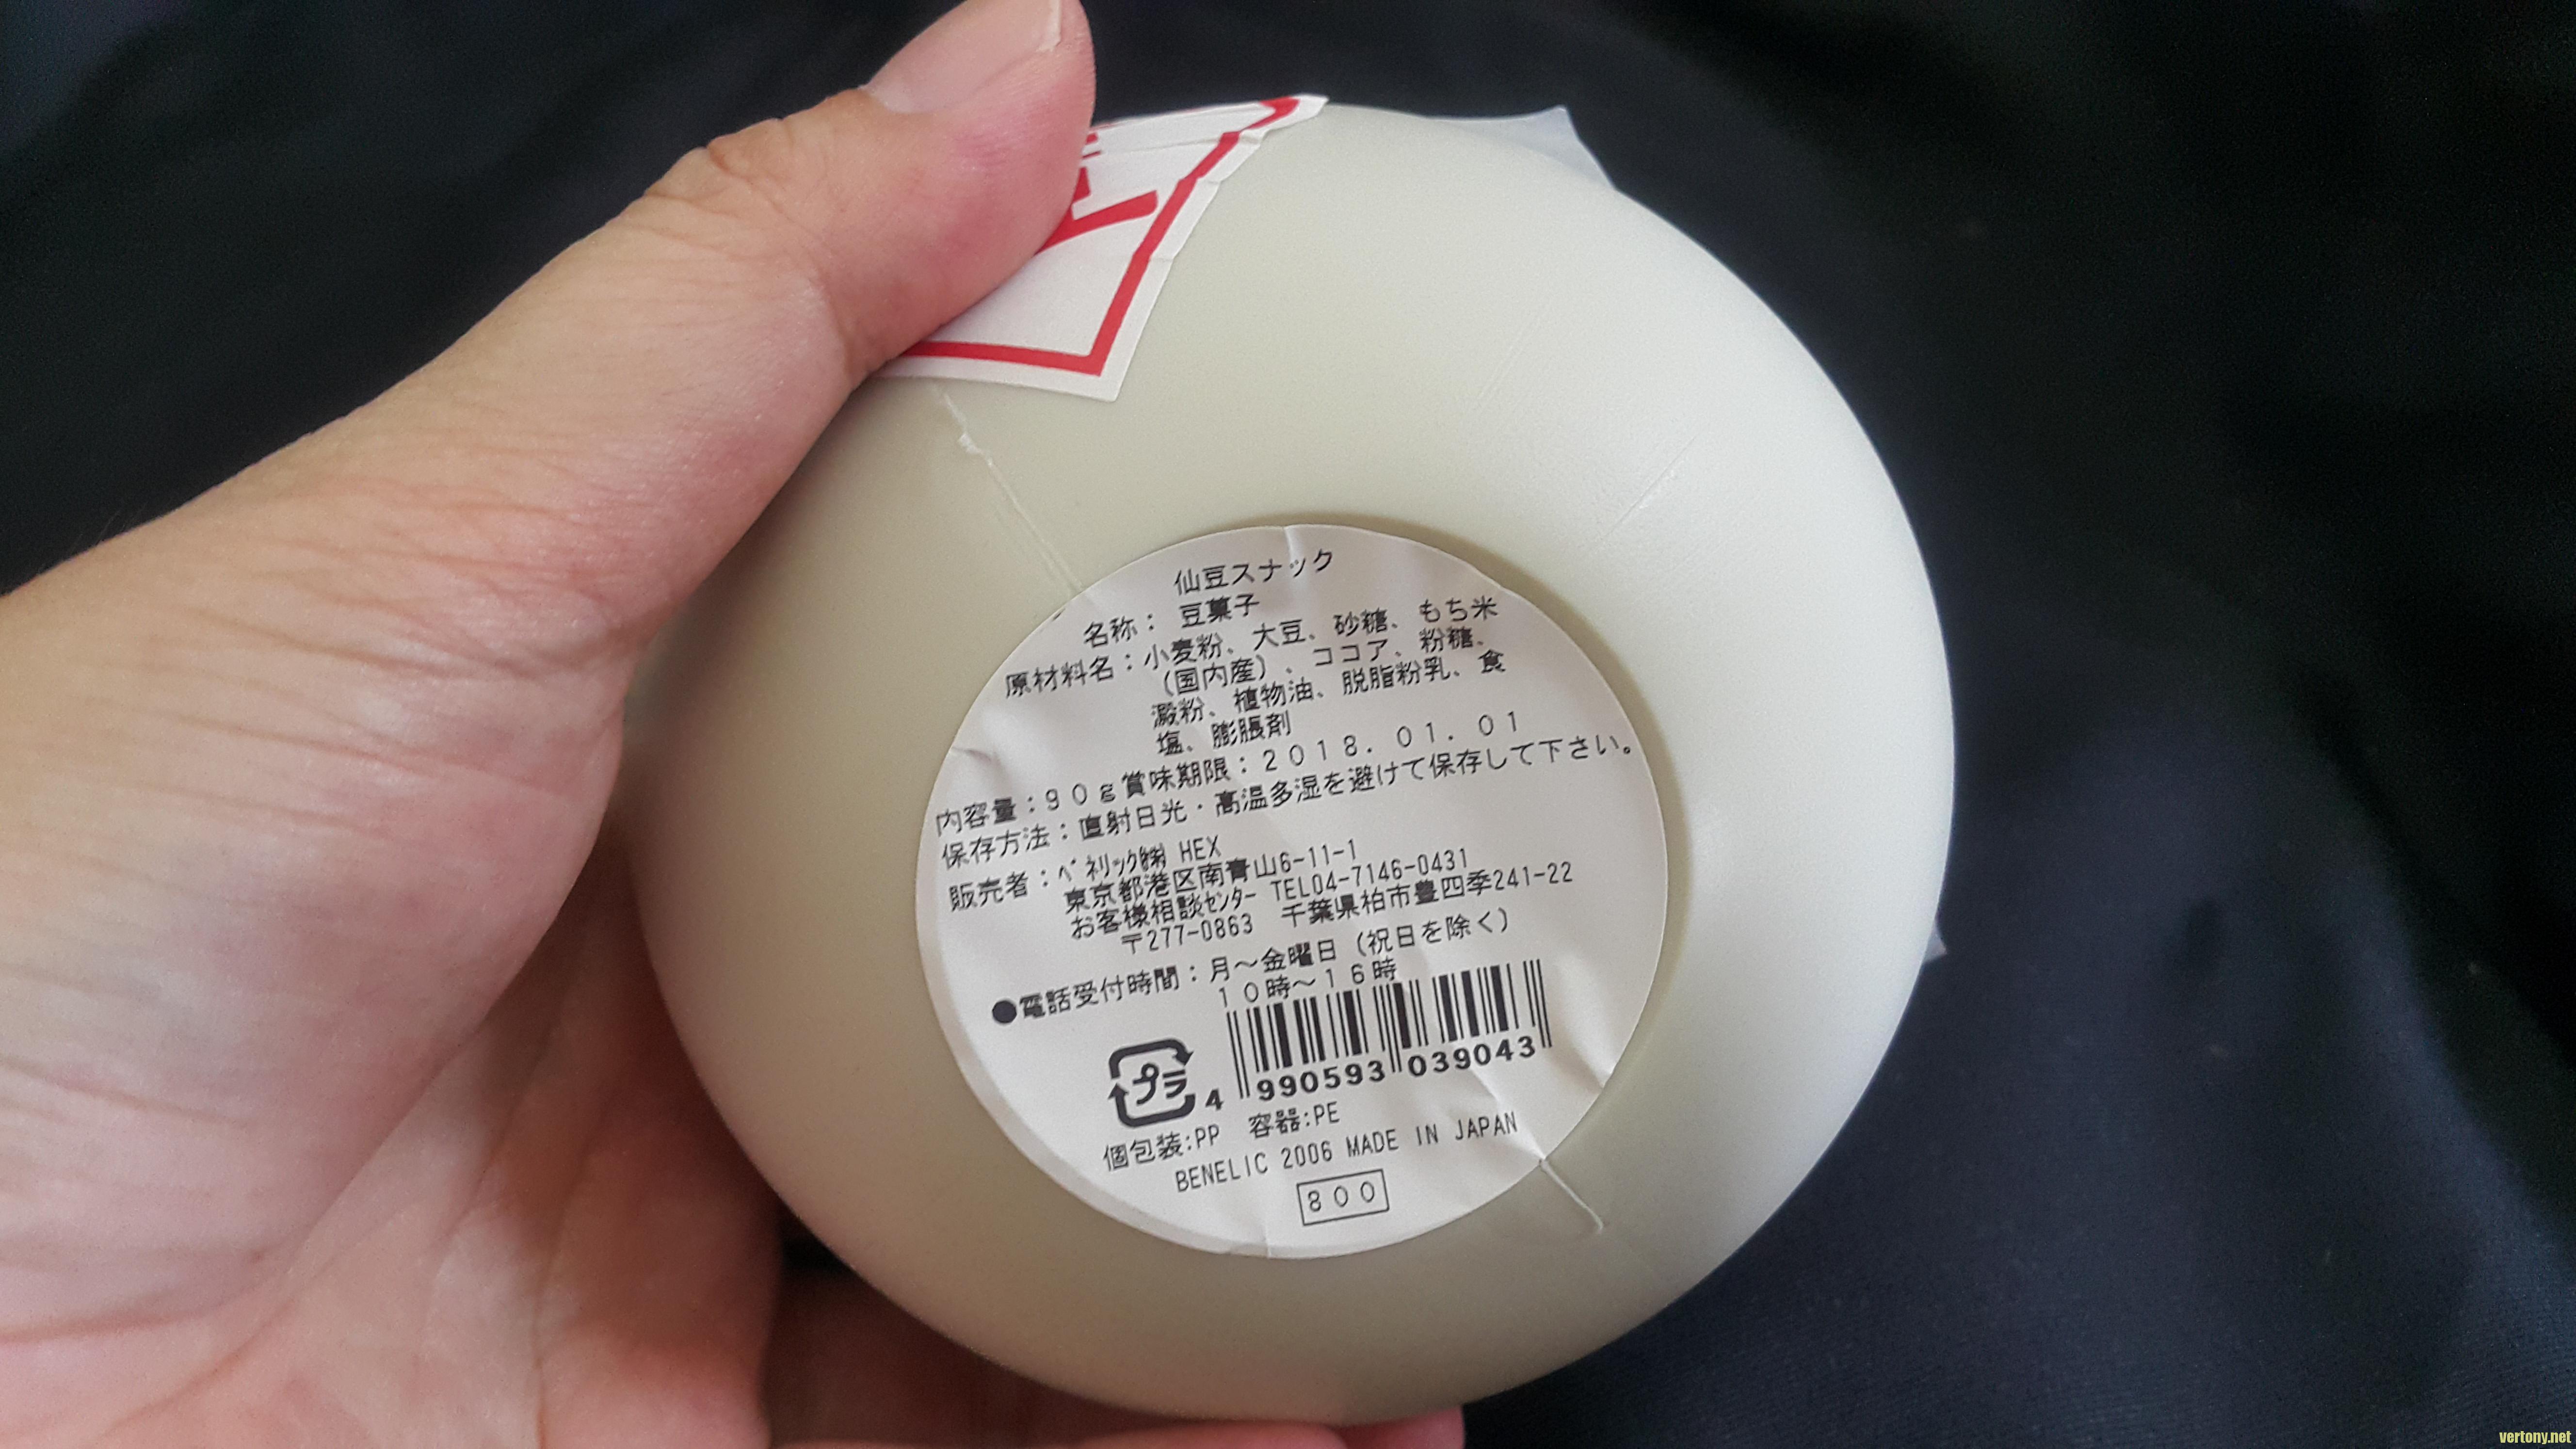 仙豆スナック
名称： 豆菓子
原材料名：小麦粉、大豆、砂糖、もち米
（国内産）、ココア、粉糖、
澱粉、植物油、脱脂粉乳、食
塩、膨脹剤
内容量：９０ｇ賞味期限：２０１８．０１．０１
保存方法：直射日光・高温多湿を避けて保存して下さい。
販売者：ﾍﾞﾈﾘｯｸ㈱ HEX
東京都港区南青山6-11-1
お客様相談ｾﾝﾀｰ TEL04-7146-0431
〒277-0863 千葉県柏市豊四季241-22
●電話受付時間：月～金曜日（祝日を除く）
１０時～１６時
プラ
4 990593 039043
個包装:PP 容器:PE
BENELIC 2006 MADE IN JAPAN
８００
vertony.net